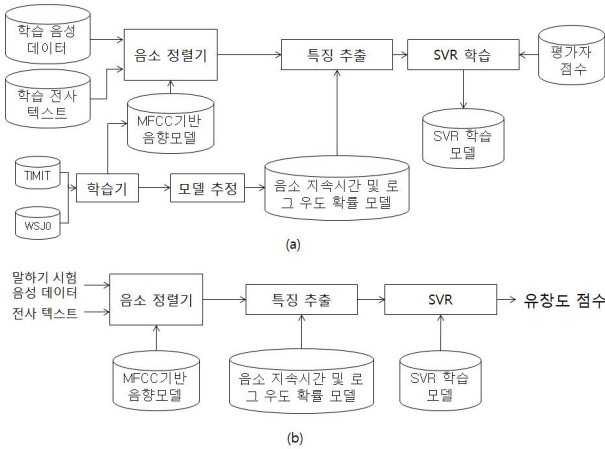 학습 음성
데이터
학습 전사
텍스트
음소 정렬기
특징 추출
SVR 학습
평가자
점수
MFCC기반
음향모델
SVR 학습
모델
TIMIT
WSJ0
학습기
모델 추정
음소 지속시간 및 로
그 우도 확률 모델
(a)
말하기 시험
음성 데이터
전사 텍스트
음소 정렬기
특징 추출
SVR
유창도 점수
MFCC기반
음향모델
음소 지속시간 및 로
그 우도 확률 모델
SVR 학습
모델
(b)